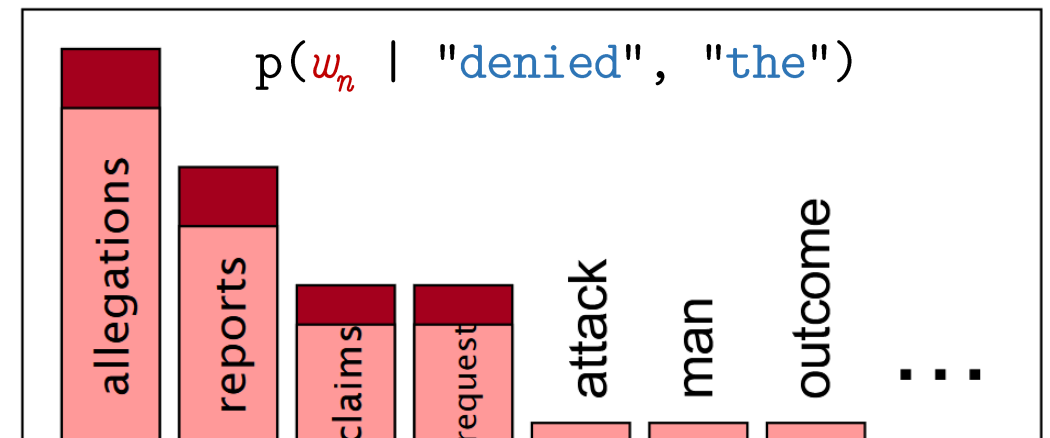 p(wₙ | "denied", "the")
allegations
reports
claims
request
attack
man
outcome
...